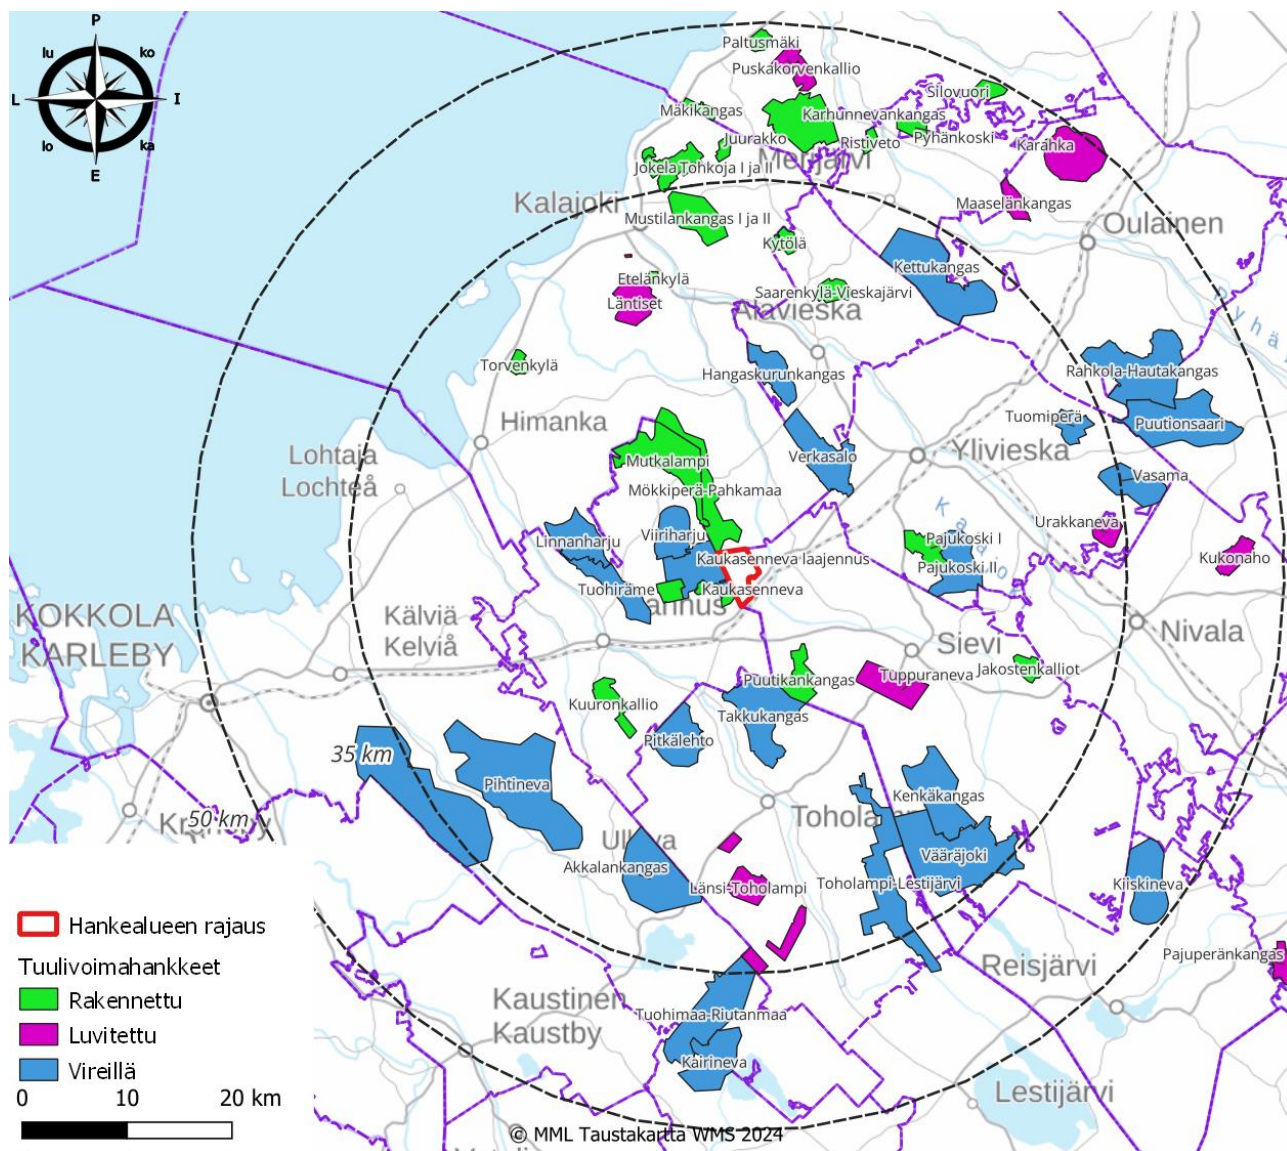 P
lu
ko
L
I
lo
ka
E
Paltusmäki
Puskakorvenkallio
Silovuori
Mäkikangas
Karhunnevankangas
Juurakko
Ristiveto
Pyhänkoski
Karahka
Merijärvi
Jokela Tohkoja I ja II
Kalajoki
Maaselänkangas
Mustilankangas I ja II
Oulainen
Kytölä
Kettukangas
Etelänkylä
Läntiset
Saarenkylä-Vieskajärvi
Alavieska
Torvenkylä
Hangaskurunkangas
Rahkola-Hautakangas
Himanka
Tuomiperä
Puutionsaari
Lohtaja
Lochteå
Mutkalampi
Verkasalo
Ylivieska
Vasama
Mökkiperä-Pahkamaa
Urakkaneva
Linnanharju
Viiriharju
Pajukoski I
Kaukasenneva laajennus
Kukonaho
Pajukoski II
Tuohiräme
Kaukasenneva
Kannus
KOKKOLA
KARLEBY
Kälviä
Kelviå
Nivala
Sievi
Jakostenkalliot
Puutikankangas
Tuppuraneva
Kuuronkallio
Takkukangas
Pitkälehto
35 km
Pihtineva
Kenkäkangas
50 km
Ullava
Vääräjoki
Akkalankangas
Länsi-Toholampi
Toholampi-Lestijärvi
Kiiskineva
Reisjärvi
Pajuperänkangas
Kaustinen
Kaustby
Tuohimaa-Riutanmaa
Kairineva
Lestijärvi
Hankealueen rajaus
Tuulivoimahankkeet
Rakennettu
Luvitettu
Vireillä
0 10 20 km
© MML Taustakartta WMS 2024